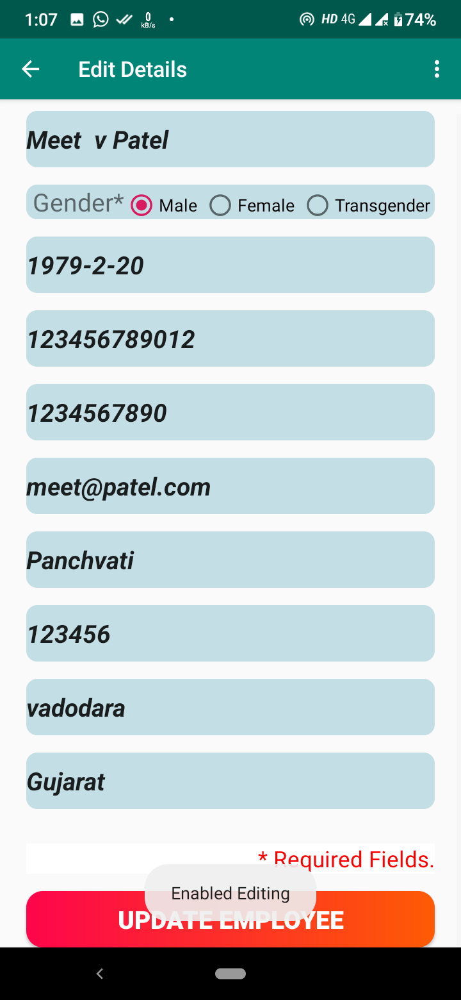 1:07 0 kB/s HD 4G 74%
Edit Details
Meet v Patel
Gender* Male Female Transgender
1979-2-20
123456789012
1234567890
meet@patel.com
Panchvati
123456
vadodara
Gujarat
* Required Fields.
Enabled Editing
UPDATE EMPLOYEE